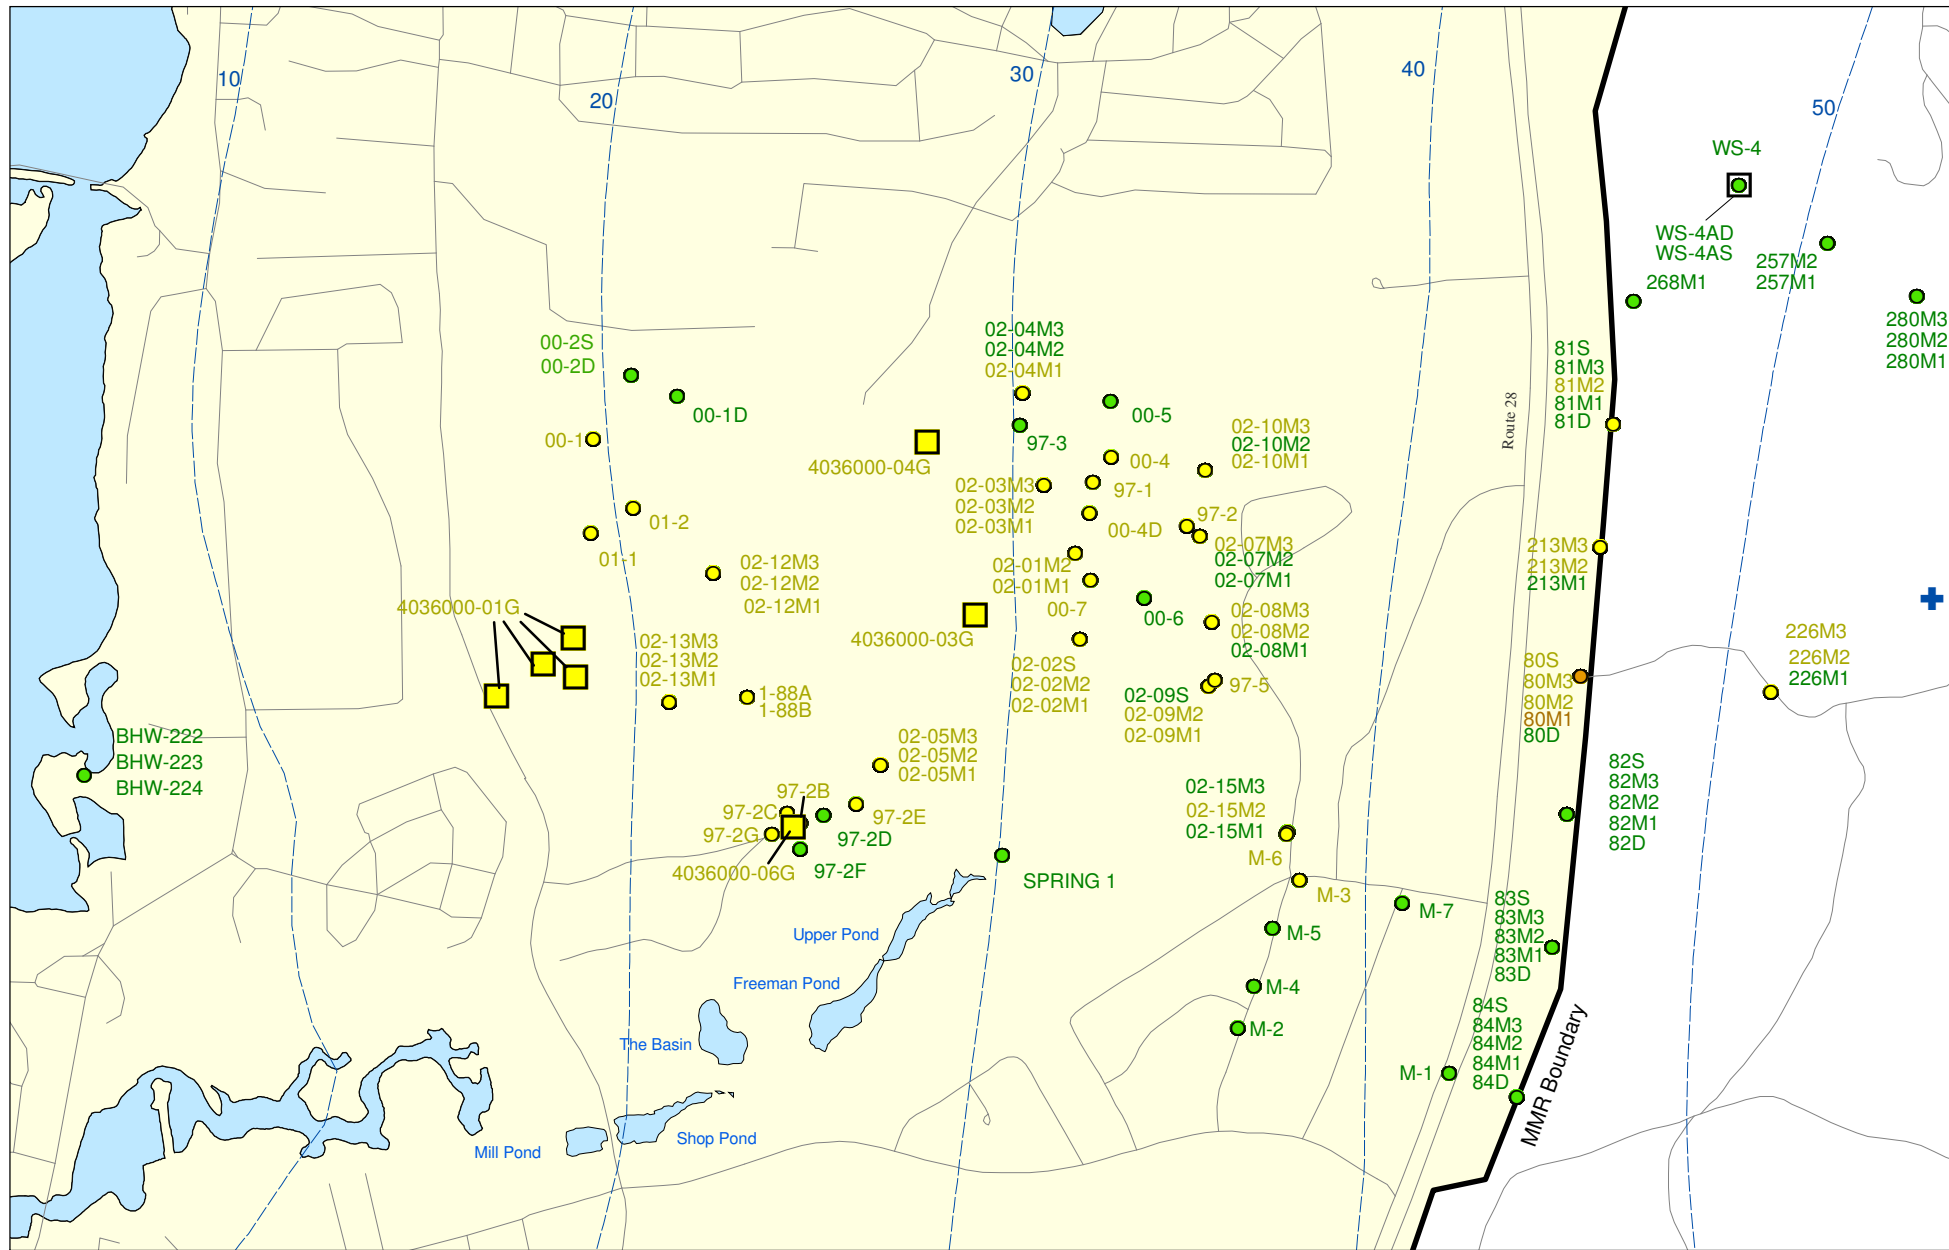 10
20
30
40
50
WS-4
WS-4AD
WS-4AS
257M2
257M1
268M1
280M3
280M2
280M1
00-2S
00-2D
00-1D
00-1
02-04M3
02-04M2
02-04M1
00-5
97-3
4036000-04G
00-4
02-10M3
02-10M2
02-10M1
Route 28
81S
81M3
81M2
81M1
81D
02-03M3
02-03M2
02-03M1
97-1
00-4D
97-2
02-07M3
02-07M2
02-07M1
01-2
01-1
02-12M3
02-12M2
02-12M1
02-01M2
02-01M1
00-7
00-6
213M3
213M2
213M1
4036000-01G
4036000-03G
02-08M3
02-08M2
02-08M1
02-13M3
02-13M2
02-13M1
1-88A
1-88B
02-02S
02-02M2
02-02M1
02-09S
02-09M2
02-09M1
97-5
80S
80M3
80M2
80M1
80D
226M3
226M2
226M1
BHW-222
BHW-223
BHW-224
02-05M3
02-05M2
02-05M1
97-2B
97-2C
97-2G
97-2E
97-2D
97-2F
4036000-06G
02-15M3
02-15M2
02-15M1
M-6
M-3
82S
82M3
82M2
82M1
82D
SPRING 1
M-7
M-5
83S
83M3
83M2
83M1
83D
Upper Pond
Freeman Pond
M-4
M-2
The Basin
84S
84M3
84M2
84M1
84D
M-1
MMR Boundary
Shop Pond
Mill Pond